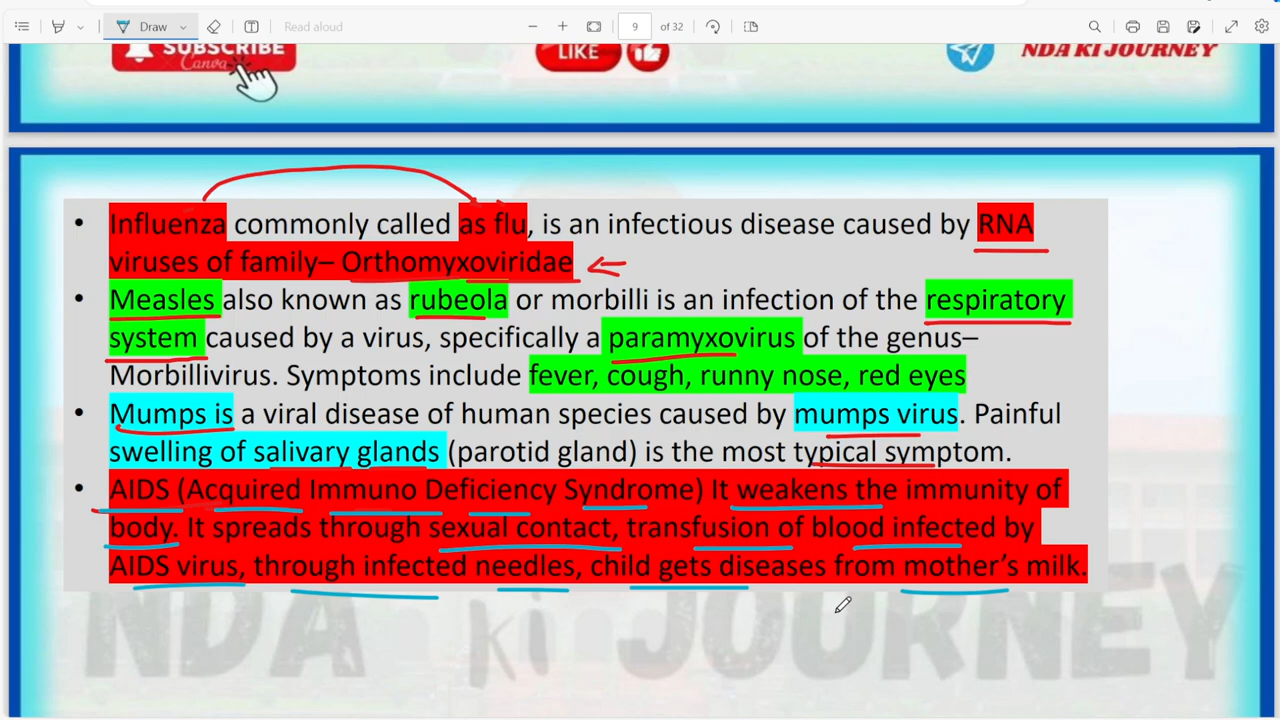 Draw
Read aloud
9 of 32
SUBSCRIBE
Canva
LIKE
NDA KI JOURNEY
• Influenza commonly called as flu, is an infectious disease caused by RNA
viruses of family– Orthomyxoviridae
• Measles also known as rubeola or morbilli is an infection of the respiratory
system caused by a virus, specifically a paramyxovirus of the genus–
Morbillivirus. Symptoms include fever, cough, runny nose, red eyes
• Mumps is a viral disease of human species caused by mumps virus. Painful
swelling of salivary glands (parotid gland) is the most typical symptom.
• AIDS (Acquired Immuno Deficiency Syndrome) It weakens the immunity of
body. It spreads through sexual contact, transfusion of blood infected by
AIDS virus, through infected needles, child gets diseases from mother’s milk.
NDA ki JOURNEY